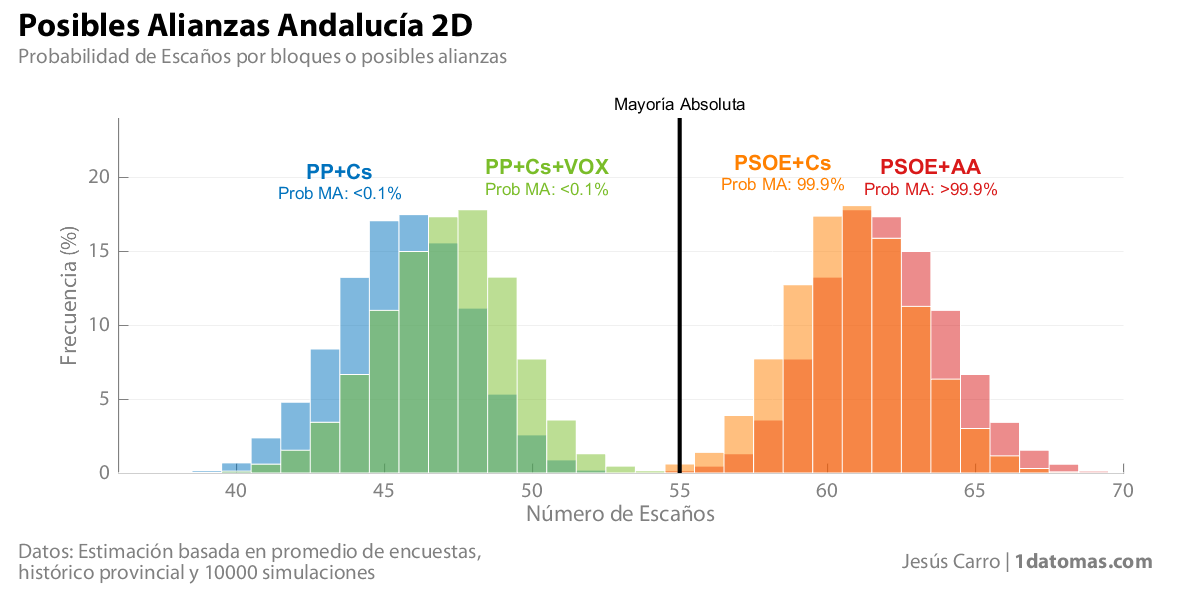 Posibles Alianzas Andalucía 2D
Probabilidad de Escaños por bloques o posibles alianzas
Mayoría Absoluta
PP+Cs
Prob MA: <0.1%
PP+Cs+VOX
Prob MA: <0.1%
PSOE+Cs
Prob MA: 99.9%
PSOE+AA
Prob MA: >99.9%
Frecuencia (%)
20
15
10
5
0
40 45 50 55 60 65 70
Número de Escaños
Datos: Estimación basada en promedio de encuestas,
histórico provincial y 10000 simulaciones
Jesús Carro | 1datomas.com